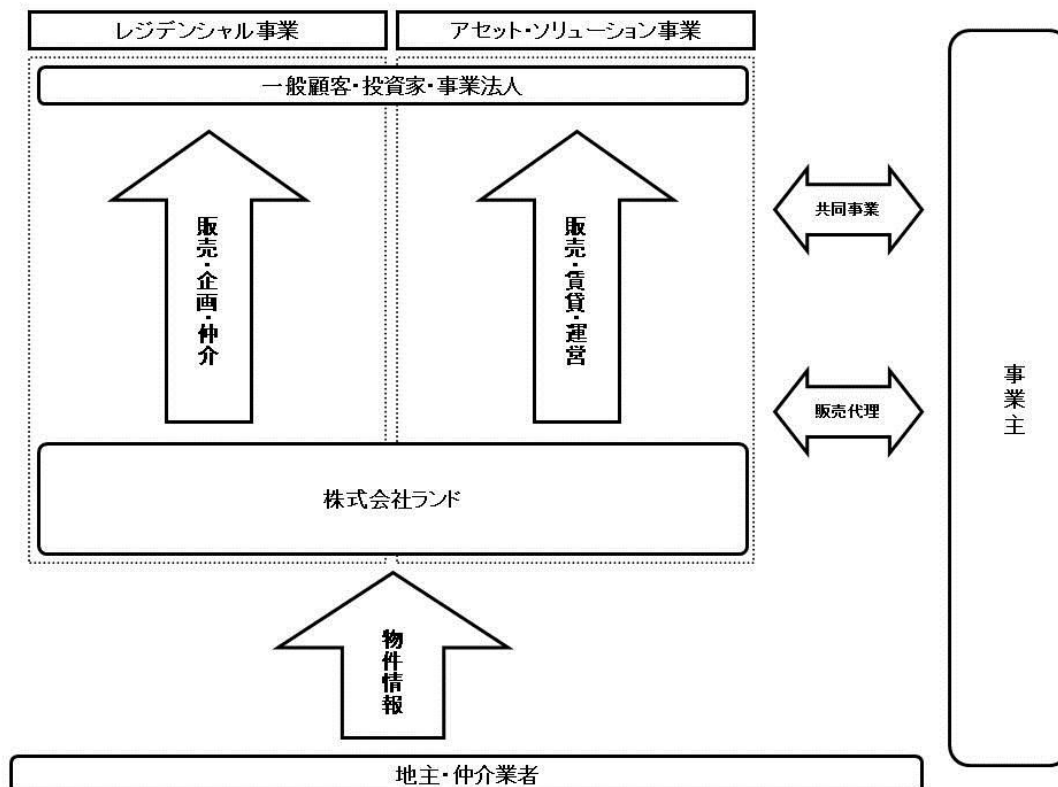 レジデンシャル事業
アセット・ソリューション事業
一般顧客・投資家・事業法人
販売・企画・仲介
販売・賃貸・運営
共同事業
販売代理
事業主
株式会社ランド
物件情報
地主・仲介業者